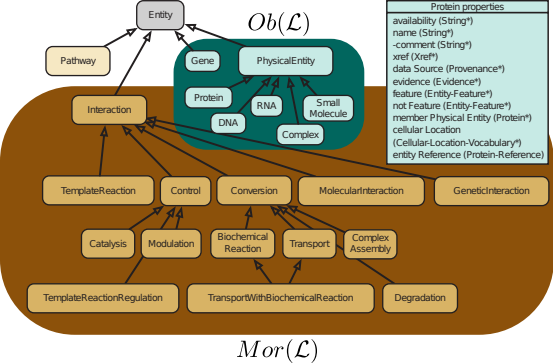 Entity
Ob(ℒ)
Pathway
Gene
PhysicalEntity
Protein
RNA
Small
Molecule
DNA
Complex
Interaction
TemplateReaction
Control
Conversion
MolecularInteraction
GeneticInteraction
Catalysis
Modulation
Biochemical
Reaction
Transport
Complex
Assembly
TemplateReactionRegulation
TransportWithBiochemicalReaction
Degradation
Mor(ℒ)
Protein properties
availability (String*)
name (String*)
-comment (String*)
xref (Xref*)
data Source (Provenance*)
evidence (Evidence*)
feature (Entity-Feature*)
not Feature (Entity-Feature*)
member Physical Entity (Protein*)
cellular Location
(Cellular-Location-Vocabulary*)
entity Reference (Protein-Reference)